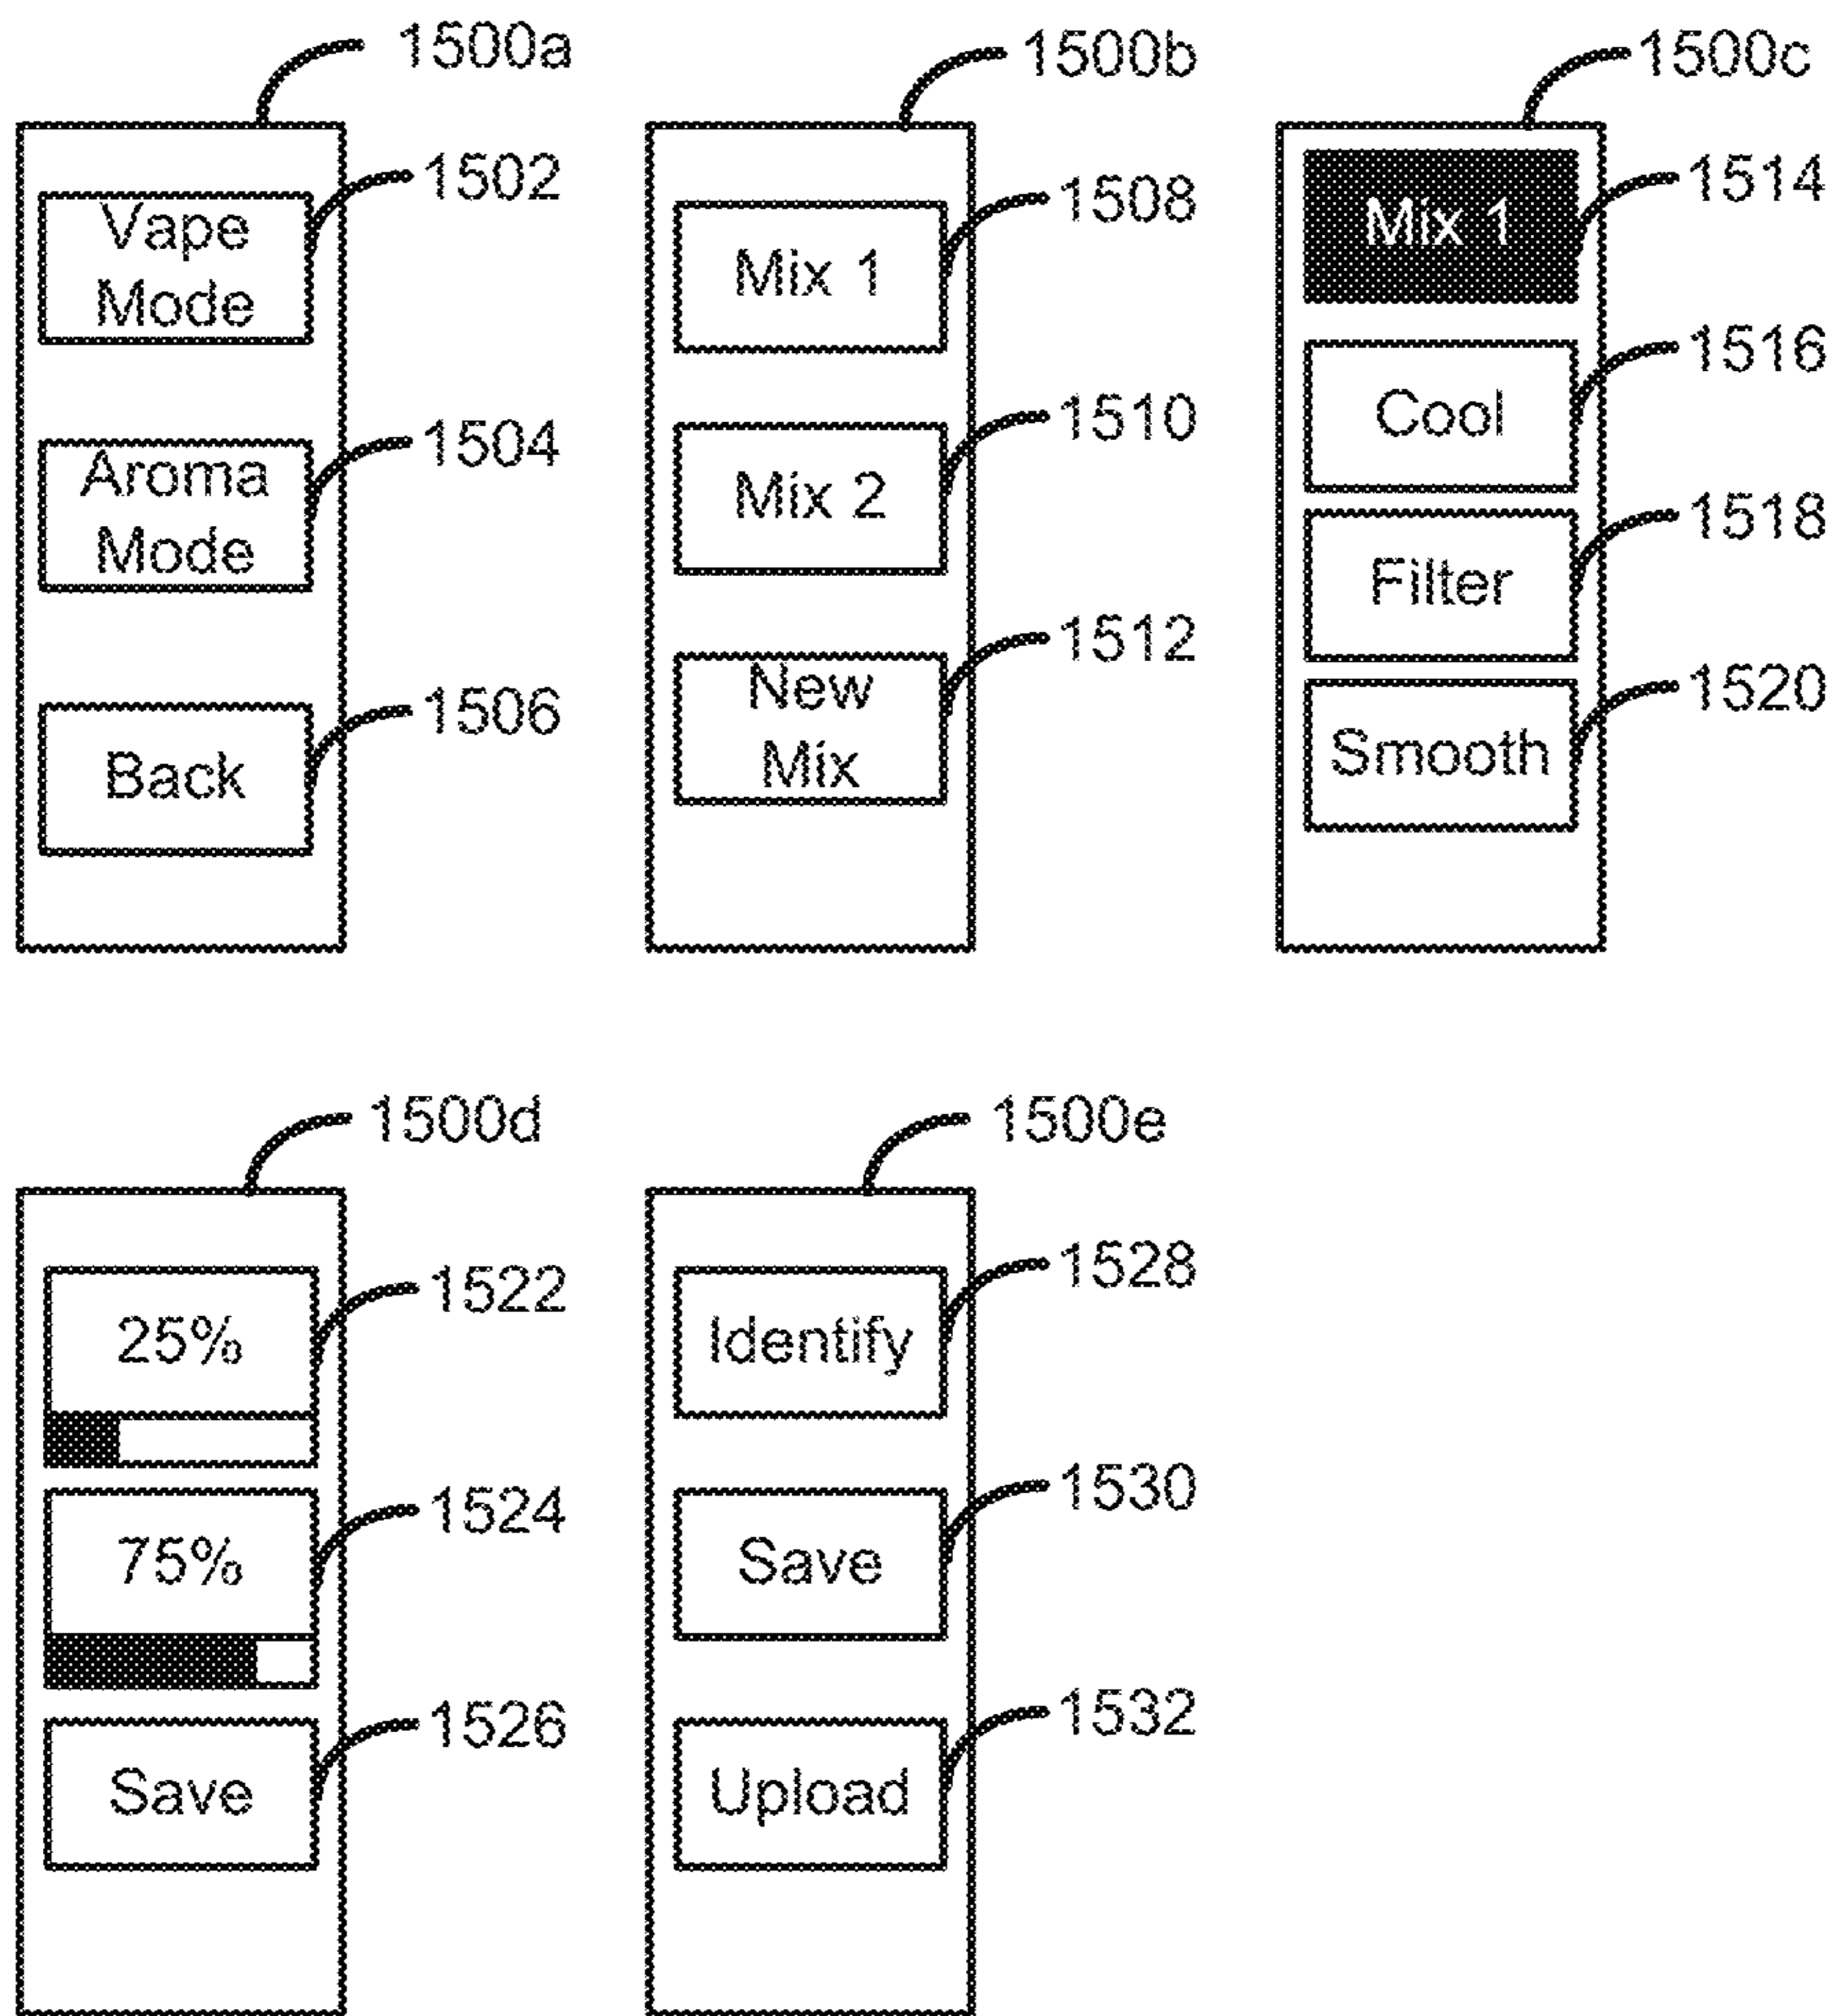 1500a
1502
Vape
Mode
1504
Aroma
Mode
1506
Back
1500b
1508
Mix 1
1510
Mix 2
1512
New
Mix
1500c
1514
Mix 1
1516
Cool
1518
Filter
1520
Smooth
1500d
1522
25%
1524
75%
1526
Save
1500e
1528
Identify
1530
Save
1532
Upload